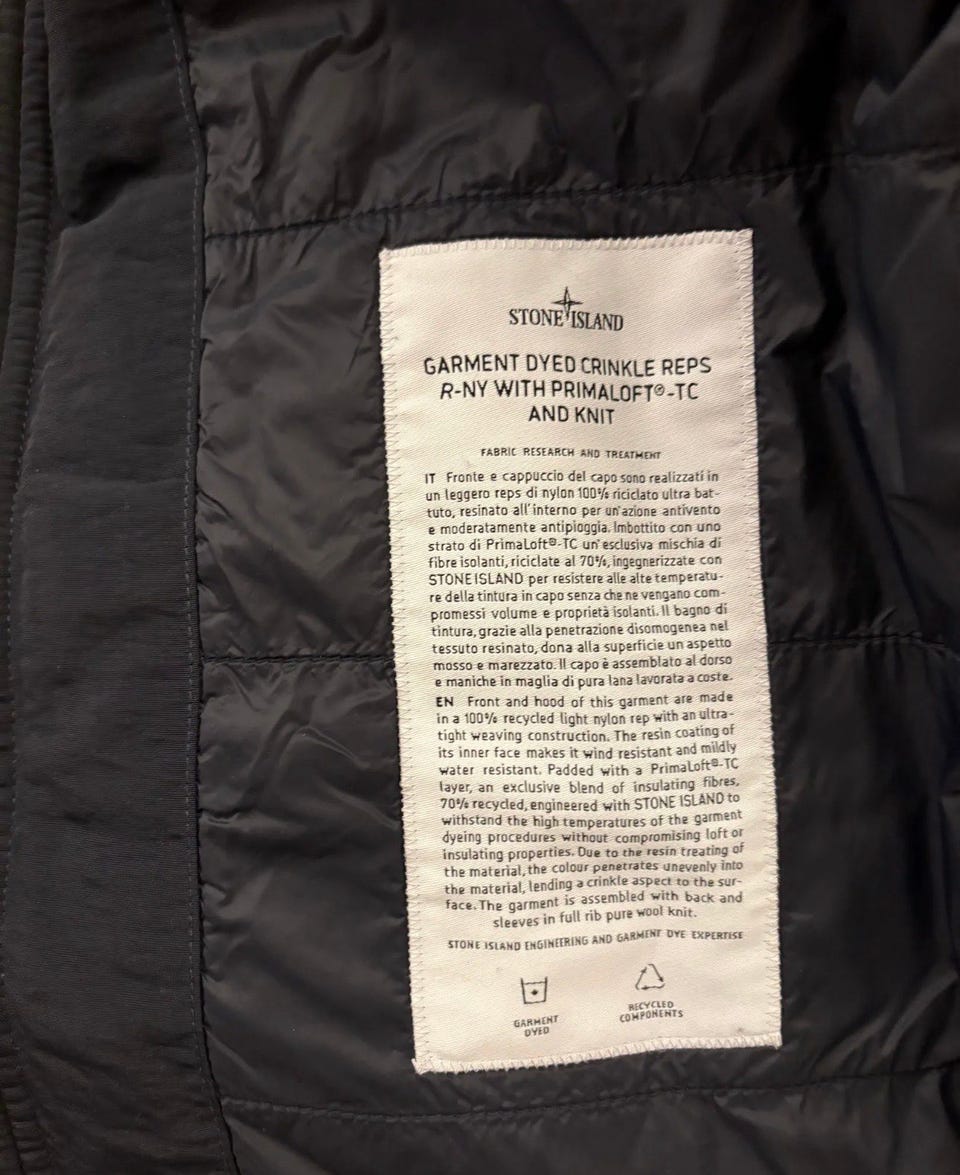 STONE ISLAND
GARMENT DYED CRINKLE REPS
R-NY WITH PRIMALOFT®-TC
AND KNIT
FABRIC RESEARCH AND TREATMENT
IT Fronte e cappuccio del capo sono realizzati in
un leggero reps di nylon 100% riciclato ultra bat-
tuto, resinato all'interno per un'azione antivento
e moderatamente antipioggia. Imbottito con uno
strato di PrimaLoft®-TC un'esclusiva mischia di
fibre isolanti, riciclate al 70%, ingegnerizzate con
STONE ISLAND per resistere alle alte temperatu-
re della tintura in capo senza che ne vengano com-
promessi volume e proprietà isolanti. Il bagno di
tintura, grazie alla penetrazione disomogenea nel
tessuto resinato, dona alla superficie un aspetto
mosso e marezzato. Il capo è assemblato al dorso
e maniche in maglia di pura lana lavorata a coste.
EN Front and hood of this garment are made
in a 100% recycled light nylon rep with an ultra-
tight weaving construction. The resin coating of
its inner face makes it wind resistant and mildly
water resistant. Padded with a PrimaLoft®-TC
layer, an exclusive blend of insulating fibres,
70% recycled, engineered with STONE ISLAND to
withstand the high temperatures of the garment
dyeing procedures without compromising loft or
insulating properties. Due to the resin treating of
the material, the colour penetrates unevenly into
the material, lending a crinkle aspect to the sur-
face. The garment is assembled with back and
sleeves in full rib pure wool knit.
STONE ISLAND ENGINEERING AND GARMENT DYE EXPERTISE
GARMENT
DYED
RECYCLED
COMPONENTS